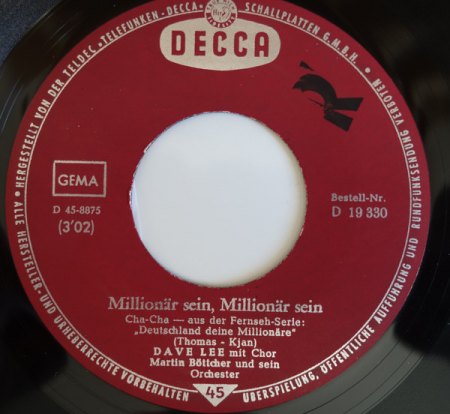 HERGESTELLT VON DER TELDEC „TELEFUNKEN-DECCA" SCHALLPLATTEN G.M.B.H.
DECCA
GEMA
D 45-8875
(3'02)
Bestell-Nr.
D 19 330
Millionär sein, Millionär sein
Cha-Cha — aus der Fernseh-Serie:
„Deutschland deine Millionäre"
(Thomas - Kjan)
DAVE LEE mit Chor
Martin Böttcher und sein
Orchester
45
ALLE HERSTELLER- UND URHEBERRECHTE VORBEHALTEN
ÜBERSPIELUNG, ÖFFENTLICHE AUFFÜHRUNG UND RUNDFUNKSENDUNG VERBOTEN